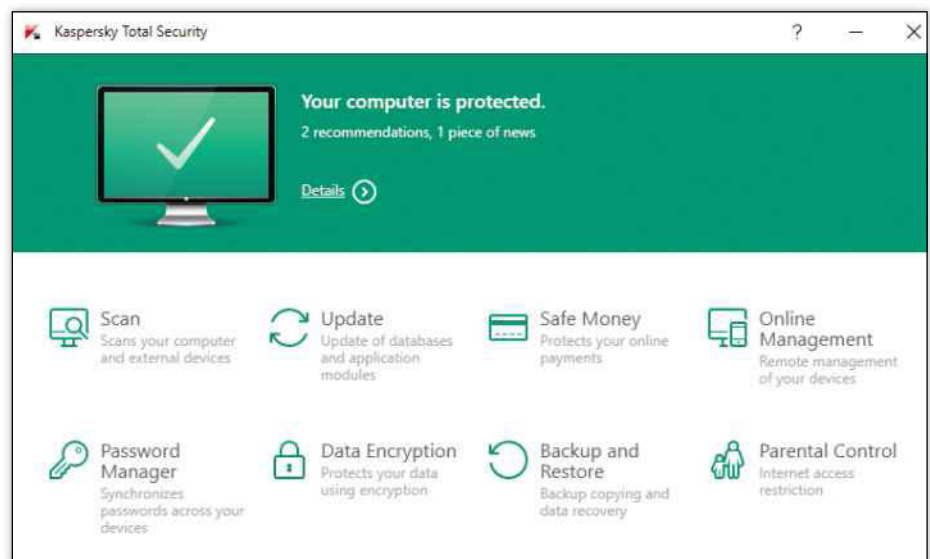 Kaspersky Total Security
?
Your computer is protected.
2 recommendations, 1 piece of news
Details
Scan
Scans your computer
and external devices
Update
Update of databases
and application
modules
Safe Money
Protects your online
payments
Online
Management
Remote management
of your devices
Password
Manager
Synchronizes
passwords across your
devices
Data Encryption
Protects your data
using encryption
Backup and
Restore
Backup copying and
data recovery
Parental Control
Internet access
restriction